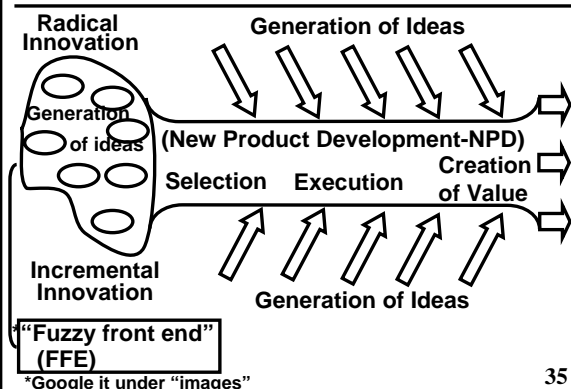 Radical
Innovation
Generation of Ideas
Generation
of ideas
(New Product Development-NPD)
Selection Execution Creation
of Value
Incremental
Innovation
Generation of Ideas
*“Fuzzy front end”
(FFE)
*Google it under “images”
35